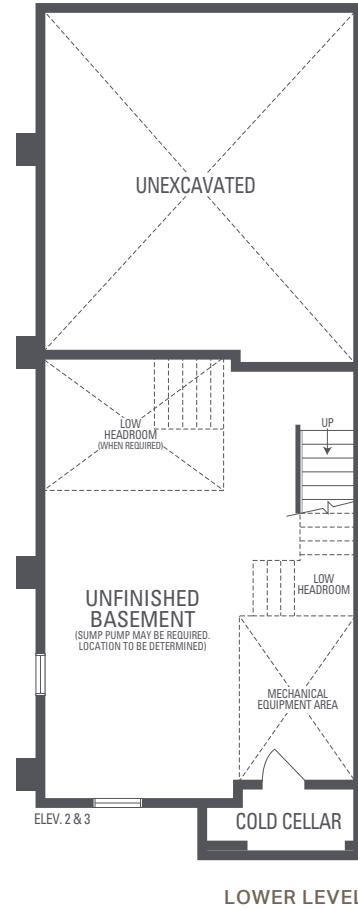 UNEXCAVATED
LOW
HEADROOM
(WHEN REQUIRED)
UP
LOW
HEADROOM
UNFINISHED
BASEMENT
(SUMP PUMP MAY BE REQUIRED.
LOCATION TO BE DETERMINED)
MECHANICAL
EQUIPMENT AREA
ELEV. 2 & 3
COLD CELLAR
LOWER LEVEL